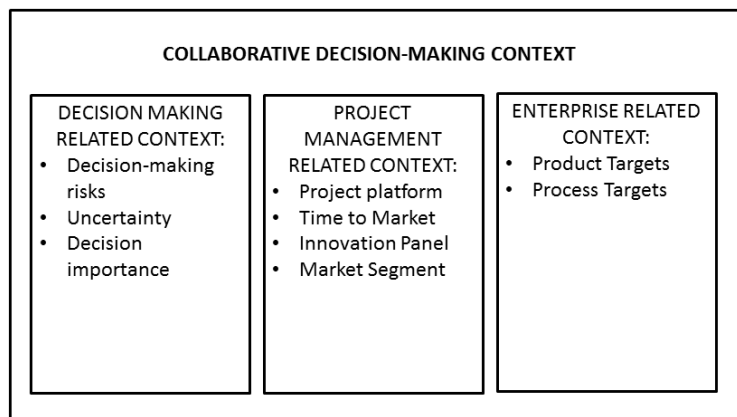 COLLABORATIVE DECISION-MAKING CONTEXT
DECISION MAKING
RELATED CONTEXT:
• Decision-making
risks
• Uncertainty
• Decision
importance
PROJECT
MANAGEMENT
RELATED CONTEXT:
• Project platform
• Time to Market
• Innovation Panel
• Market Segment
ENTERPRISE RELATED
CONTEXT:
• Product Targets
• Process Targets